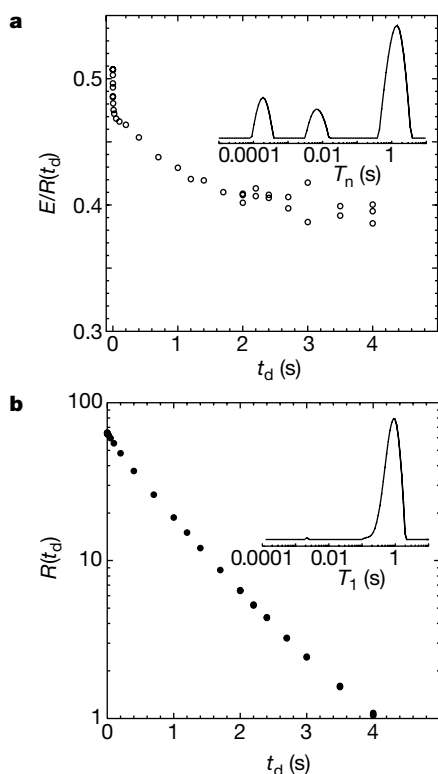 a
0.5
0.4
0.3
E/R(t_d)
0 1 2 3 4
t_d (s)
0.0001 0.01 1
T_n (s)
b
100
10
1
R(t_d)
0 1 2 3 4
t_d (s)
0.0001 0.01 1
T_1 (s)